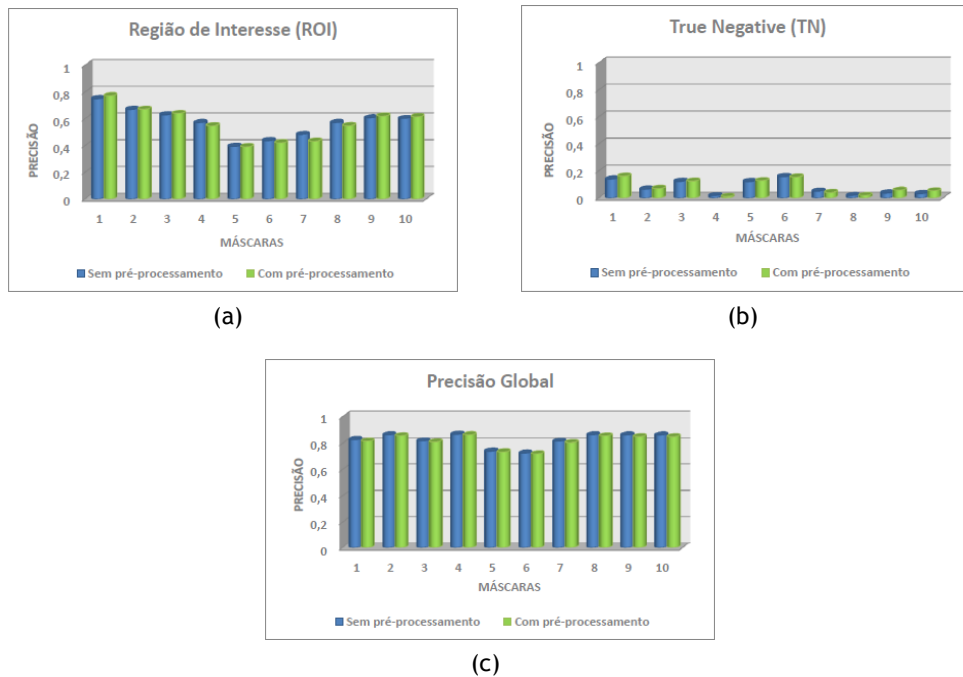 Região de Interesse (ROI)
1
0,8
0,6
0,4
0,2
0
PRECISÃO
1 2 3 4 5 6 7 8 9 10
MÁSCARAS
Sem pré-processamento Com pré-processamento
(a)
True Negative (TN)
1
0,8
0,6
0,4
0,2
0
PRECISÃO
1 2 3 4 5 6 7 8 9 10
MÁSCARAS
Sem pré-processamento Com pré-processamento
(b)
Precisão Global
1
0,8
0,6
0,4
0,2
0
PRECISÃO
1 2 3 4 5 6 7 8 9 10
MÁSCARAS
Sem pré-processamento Com pré-processamento
(c)